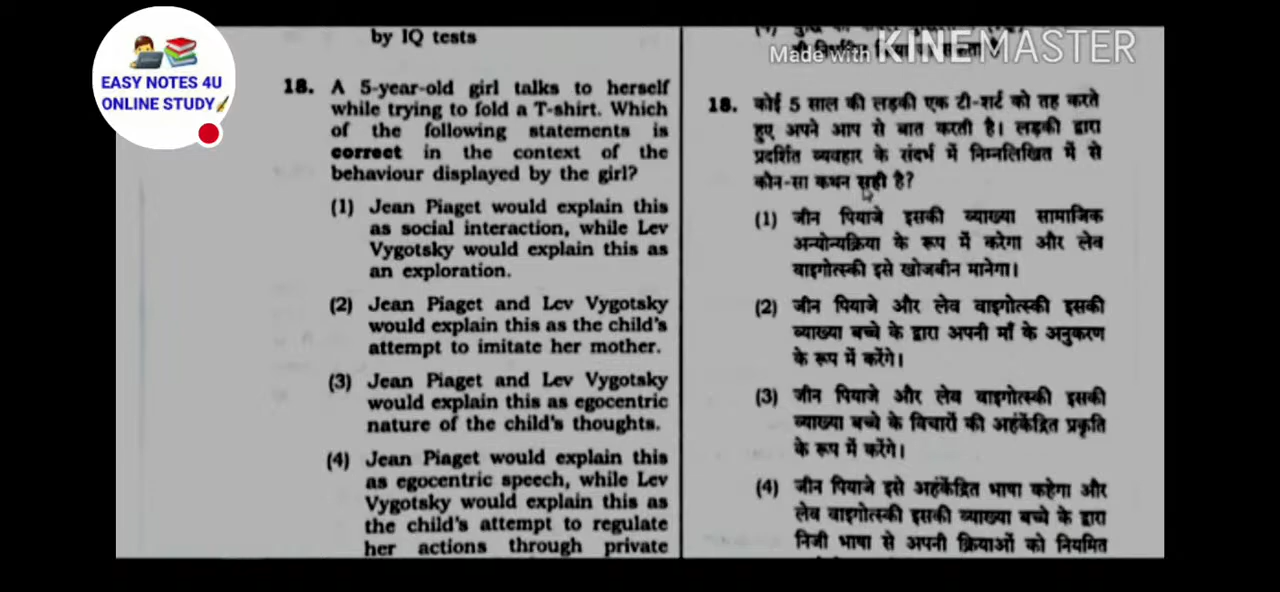 EASY NOTES 4U
ONLINE STUDY
by IQ tests
18. A 5-year-old girl talks to herself
while trying to fold a T-shirt. Which
of the following statements is
correct in the context of the
behaviour displayed by the girl?
(1) Jean Piaget would explain this
as social interaction, while Lev
Vygotsky would explain this as
an exploration.
(2) Jean Piaget and Lev Vygotsky
would explain this as the child's
attempt to imitate her mother.
(3) Jean Piaget and Lev Vygotsky
would explain this as egocentric
nature of the child's thoughts.
(4) Jean Piaget would explain this
as egocentric speech, while Lev
Vygotsky would explain this as
the child's attempt to regulate
her actions through private
Made with KINEMASTER
18. कोई 5 साल की लड़की एक टी-शर्ट को तह करते
हुए अपने आप से बात करती है। लड़की द्वारा
प्रदर्शित व्यवहार के संदर्भ में निम्नलिखित में से
कौन-सा कथन सही है?
(1) जीन पियाजे इसकी व्याख्या सामाजिक
अन्योन्यक्रिया के रूप में करेगा और लेव
वाइगोत्स्की इसे खोजबीन मानेगा।
(2) जीन पियाजे और लेव वाइगोत्स्की इसकी
व्याख्या बच्चे के द्वारा अपनी माँ के अनुकरण
के रूप में करेंगे।
(3) जीन पियाजे और लेव वाइगोत्स्की इसकी
व्याख्या बच्चे के विचारों की अहंकेंद्रित प्रकृति
के रूप में करेंगे।
(4) जीन पियाजे इसे अहंकेंद्रित भाषा कहेगा और
लेव वाइगोत्स्की इसकी व्याख्या बच्चे के द्वारा
निजी भाषा से अपनी क्रियाओं को नियमित